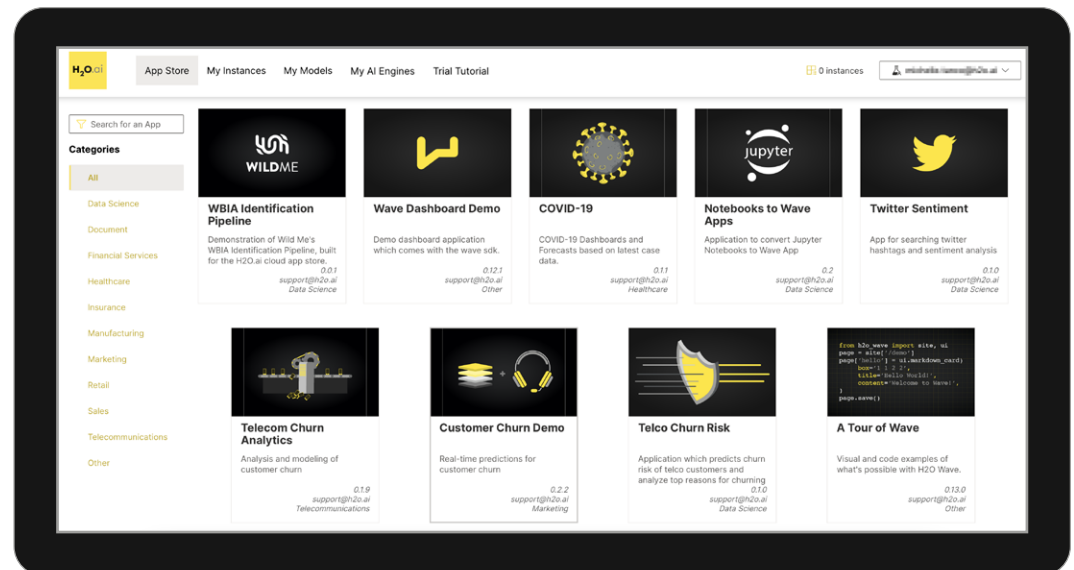 H2O.ai
App Store
My Instances
My Models
My AI Engines
Trial Tutorial
0 instances
Search for an App
Categories
All
Data Science
Document
Financial Services
Healthcare
Insurance
Manufacturing
Marketing
Retail
Sales
Telecommunications
Other
WILDME
WBIA Identification
Pipeline
Demonstration of Wild Me's
WBIA Identification Pipeline, built
for the H2O.ai cloud app store.
0.0.1
support@h2o.ai
Data Science
Wave Dashboard Demo
Demo dashboard application
which comes with the wave sdk.
0.12.1
support@h2o.ai
Other
COVID-19
COVID-19 Dashboards and
Forecasts based on latest case
data.
0.1.1
support@h2o.ai
Healthcare
jupyter
Notebooks to Wave
Apps
Application to convert Jupyter
Notebooks to Wave App
0.2
support@h2o.ai
Data Science
Twitter Sentiment
App for searching twitter
hashtags and sentiment analysis
0.1.0
support@h2o.ai
Data Science
Telecom Churn
Analytics
Analysis and modeling of
customer churn
0.1.9
support@h2o.ai
Telecommunications
+
Customer Churn Demo
Real-time predictions for
customer churn
0.2.2
support@h2o.ai
Marketing
Telco Churn Risk
Application which predicts churn
risk of telco customers and
analyze top reasons for churning
0.1.0
support@h2o.ai
Data Science
from h2o_wave import site, ui
page = site['/demo']
page['hello'] = ui.markdown_card(
box='1 1 2 2',
title='Hello World!',
content='Welcome to Wave!',
)
page.save()
A Tour of Wave
Visual and code examples of
what's possible with H2O Wave.
0.13.0
support@h2o.ai
Other